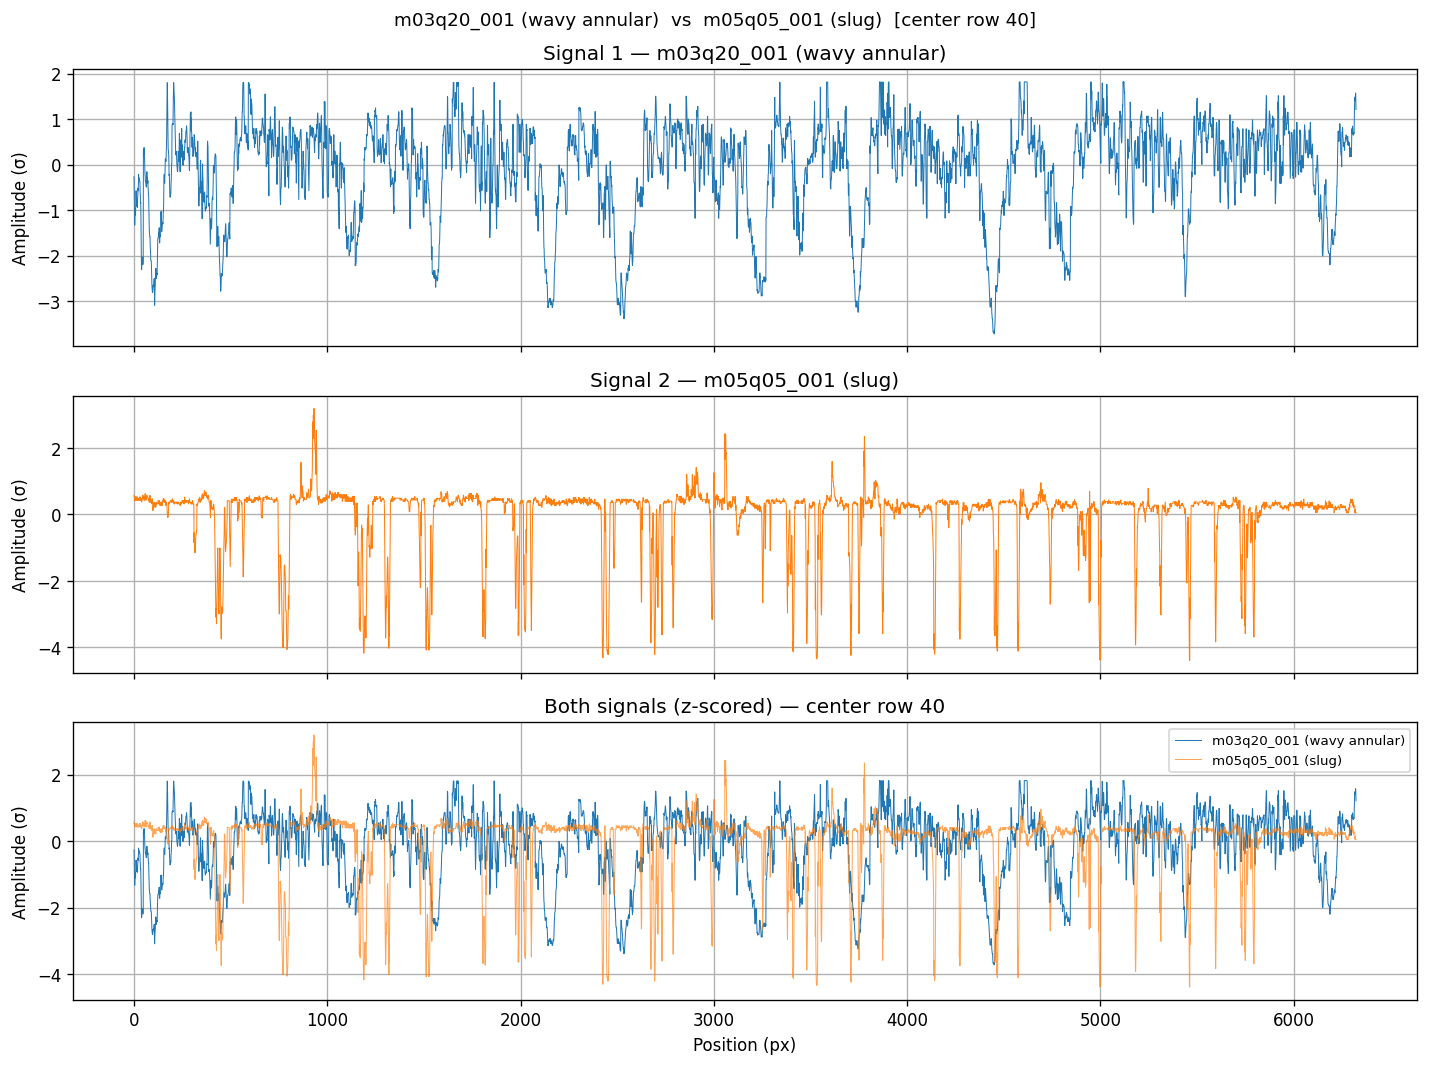 m03q20_001 (wavy annular)  vs  m05q05_001 (slug)  [center row 40]
Signal 1 — m03q20_001 (wavy annular)
Amplitude (σ)
2
1
0
−1
−2
−3
Signal 2 — m05q05_001 (slug)
Amplitude (σ)
2
0
−2
−4
Both signals (z-scored) — center row 40
m03q20_001 (wavy annular)
m05q05_001 (slug)
Amplitude (σ)
2
0
−2
−4
0 1000 2000 3000 4000 5000 6000
Position (px)